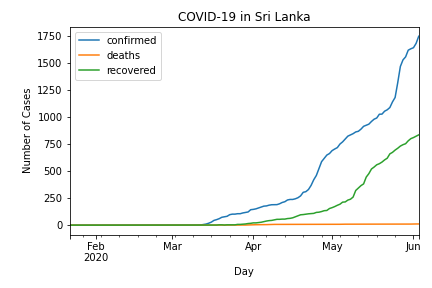 COVID-19 in Sri Lanka
confirmed
deaths
recovered
Number of Cases
1750
1500
1250
1000
750
500
250
0
Feb
2020
Mar
Apr
May
Jun
Day